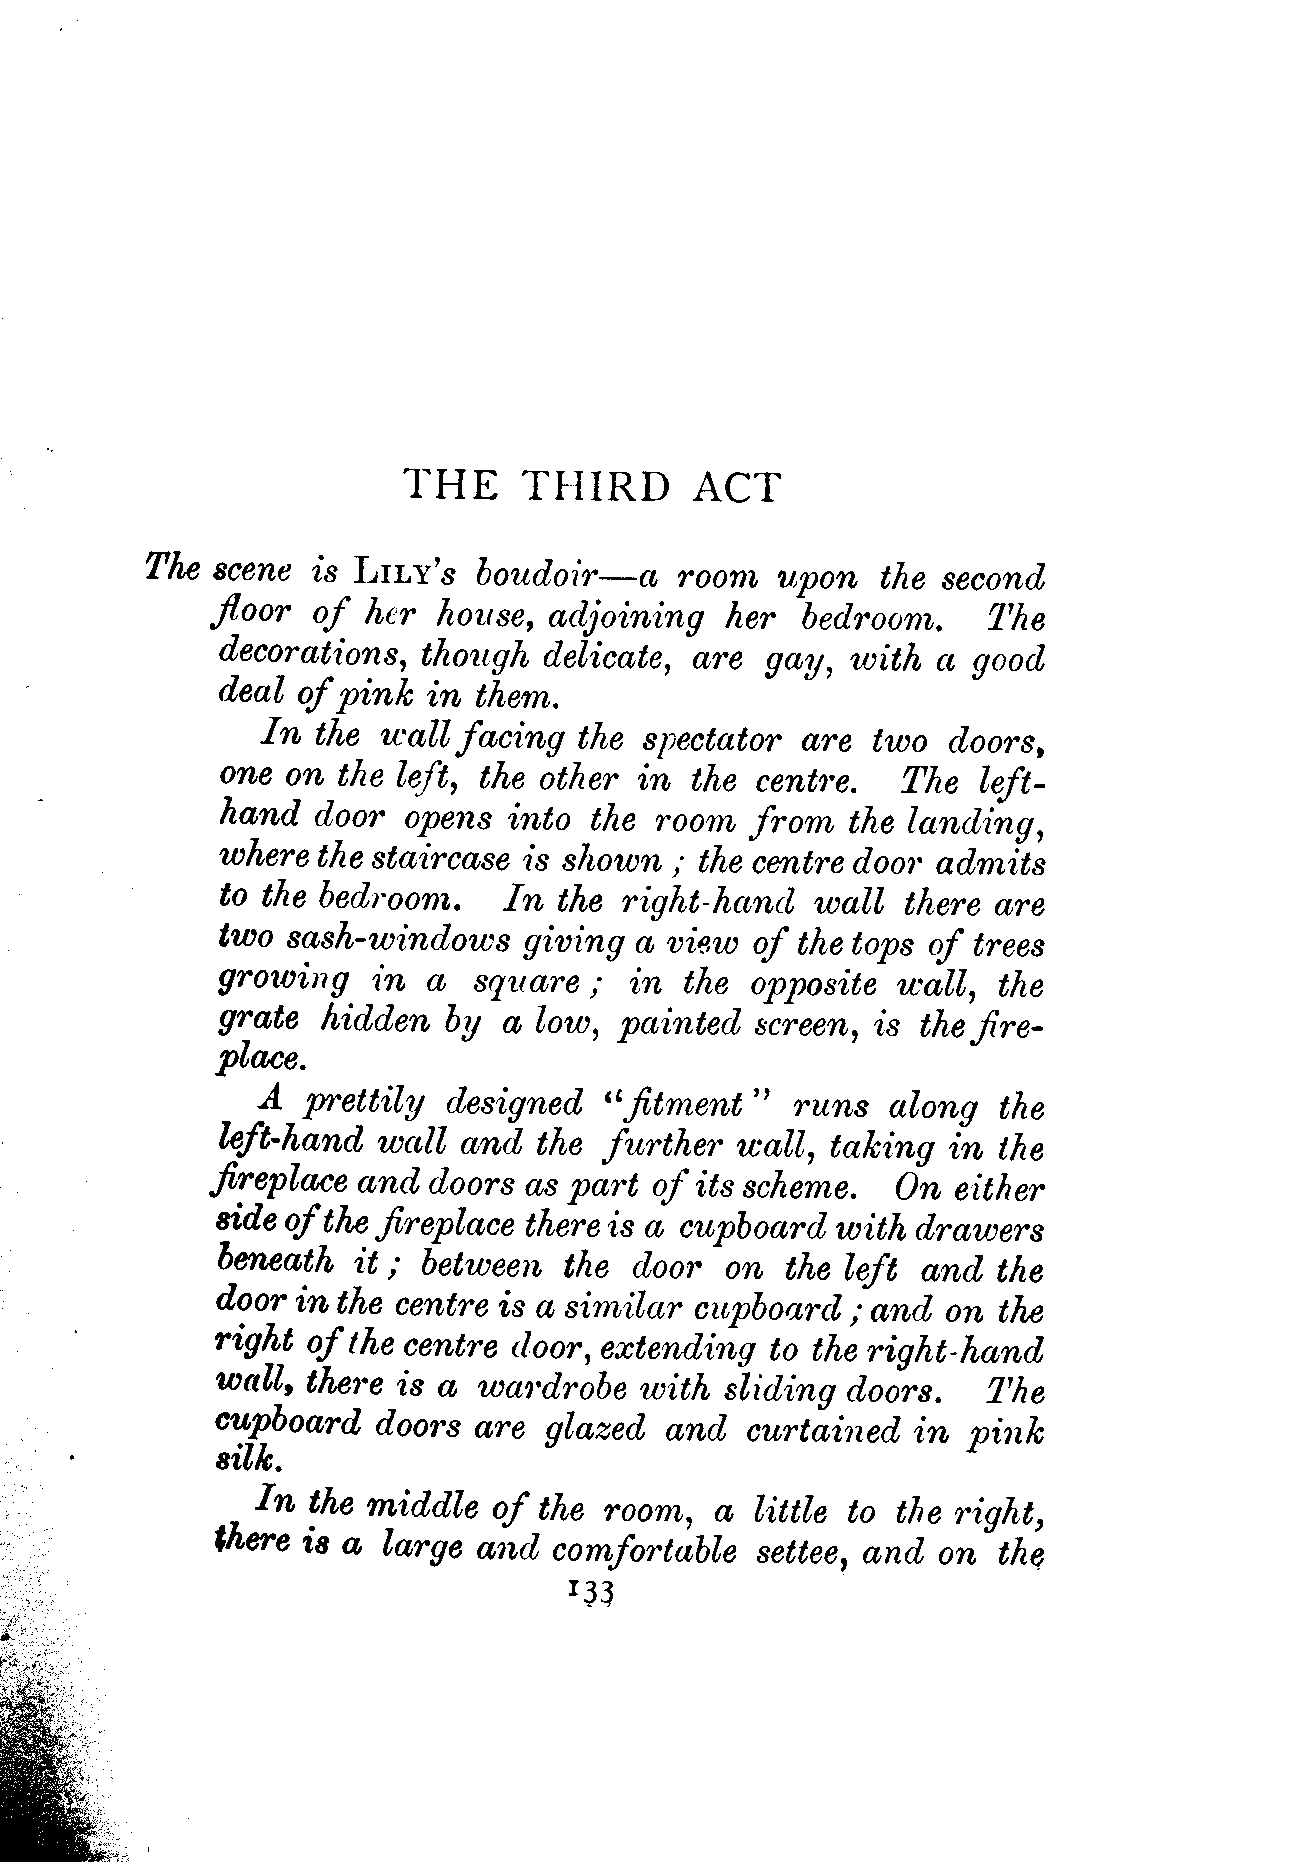 THE THIRD ACT
The scene is LILY's boudoir—a room upon the second
floor of her house, adjoining her bedroom. The
decorations, though delicate, are gay, with a good
deal of pink in them.
In the wall facing the spectator are two doors,
one on the left, the other in the centre. The left-
hand door opens into the room from the landing,
where the staircase is shown ; the centre door admits
to the bedroom. In the right-hand wall there are
two sash-windows giving a view of the tops of trees
growing in a square ; in the opposite wall, the
grate hidden by a low, painted screen, is the fire-
place.
A prettily designed “fitment” runs along the
left-hand wall and the further wall, taking in the
fireplace and doors as part of its scheme. On either
side of the fireplace there is a cupboard with drawers
beneath it ; between the door on the left and the
door in the centre is a similar cupboard ; and on the
right of the centre door, extending to the right-hand
wall, there is a wardrobe with sliding doors. The
cupboard doors are glazed and curtained in pink
silk.
In the middle of the room, a little to the right,
there is a large and comfortable settee, and on the
133